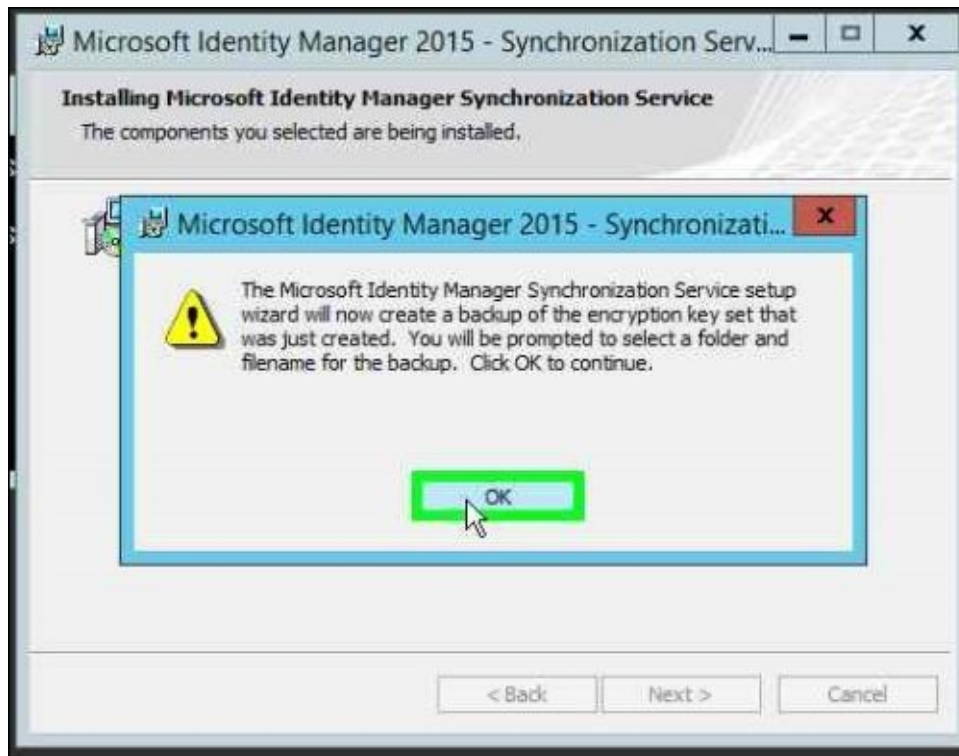 Microsoft Identity Manager 2015 - Synchronization Serv...
Installing Microsoft Identity Manager Synchronization Service
The components you selected are being installed.
Microsoft Identity Manager 2015 - Synchronizati...
The Microsoft Identity Manager Synchronization Service setup
wizard will now create a backup of the encryption key set that
was just created. You will be prompted to select a folder and
filename for the backup. Click OK to continue.
OK
< Back Next > Cancel